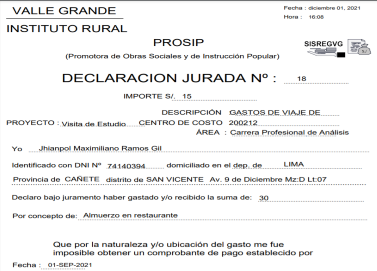 VALLE GRANDE
Fecha : diciembre 01, 2021
Hora : 16:08
INSTITUTO RURAL
PROSIP
SISREGVG
(Promotora de Obras Sociales y de Instrucción Popular)
DECLARACION JURADA Nº : 18
IMPORTE S/. 15
DESCRIPCIÓN GASTOS DE VIAJE DE
PROYECTO : Visita de Estudio CENTRO DE COSTO 200212
ÁREA : Carrera Profesional de Análisis
Yo Jhianpol Maximiliano Ramos Gil
Identificado con DNI Nº 74140394 domiciliado en el dep. de LIMA
Provincia de CAÑETE distrito de SAN VICENTE Av. 9 de Diciembre Mz:D Lt:07
Declaro bajo juramento haber gastado y/o recibido la suma de: 30
Por concepto de: Almuerzo en restaurante
Que por la naturaleza y/o ubicación del gasto me fue
imposible obtener un comprobante de pago establecido por
Fecha : 01-SEP-2021